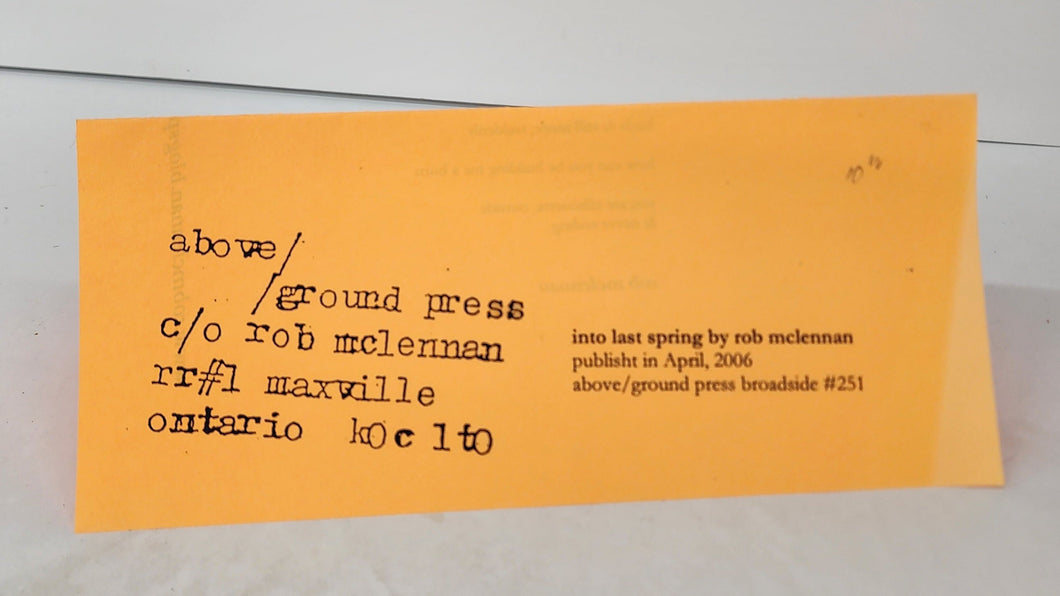 above/
/ground press
c/o rob mclennan
rr#1 maxville
ontario k0c 1t0
into last spring by rob mclennan
publisht in April, 2006
above/ground press broadside #251